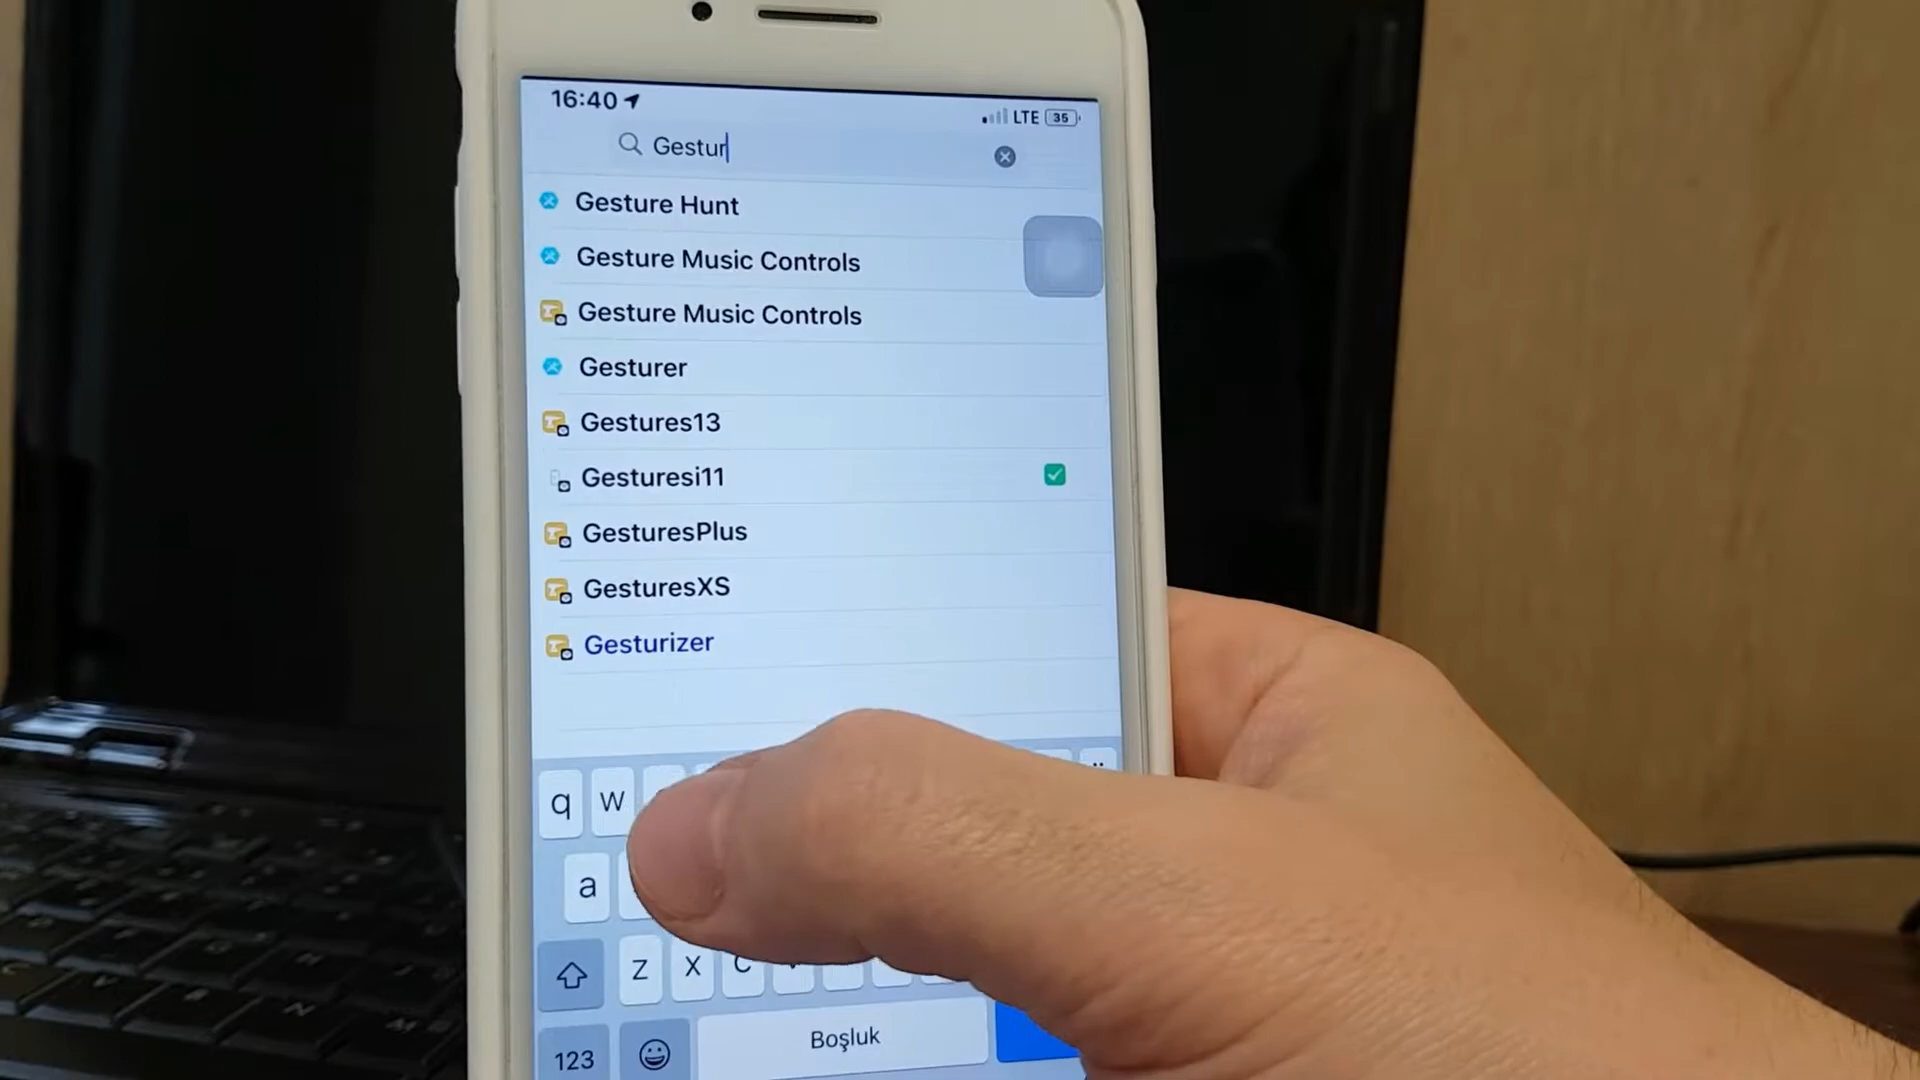 16:40
LTE 35
Gestur
Gesture Hunt
Gesture Music Controls
Gesture Music Controls
Gesturer
Gestures13
Gesturesi11
GesturesPlus
GesturesXS
Gesturizer
q w
a
z x c
123 Boşluk